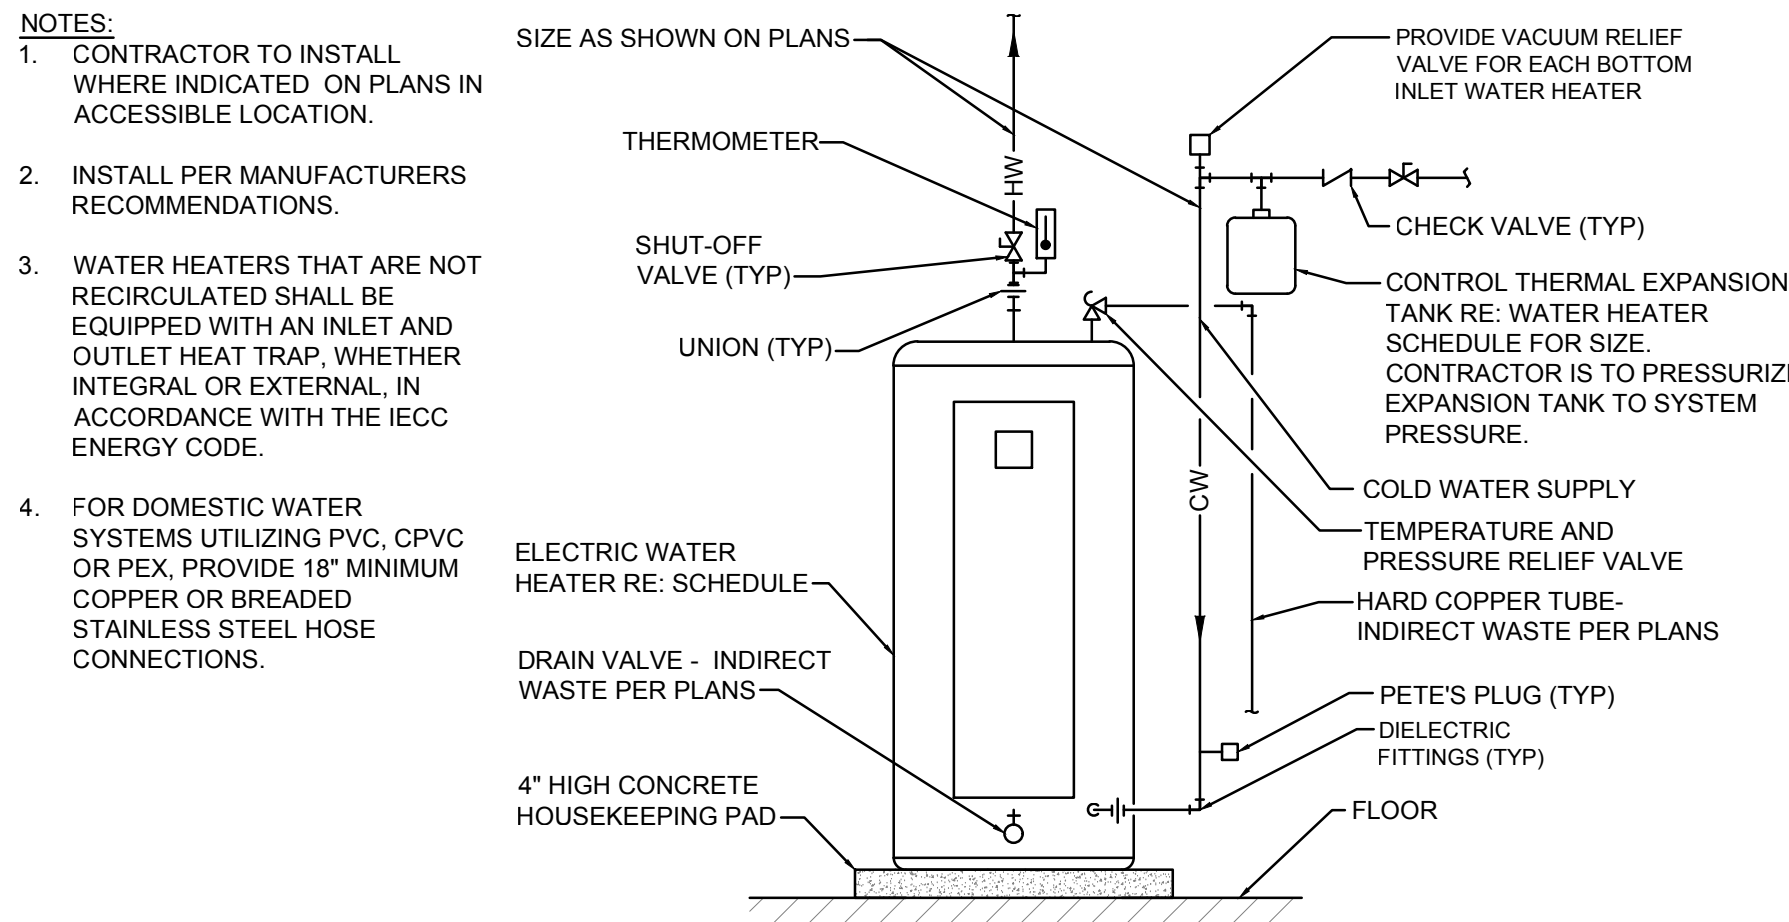 NOTES:
1. CONTRACTOR TO INSTALL
WHERE INDICATED ON PLANS IN
ACCESSIBLE LOCATION.
2. INSTALL PER MANUFACTURERS
RECOMMENDATIONS.
3. WATER HEATERS THAT ARE NOT
RECIRCULATED SHALL BE
EQUIPPED WITH AN INLET AND
OUTLET HEAT TRAP, WHETHER
INTEGRAL OR EXTERNAL, IN
ACCORDANCE WITH THE IECC
ENERGY CODE.
4. FOR DOMESTIC WATER
SYSTEMS UTILIZING PVC, CPVC
OR PEX, PROVIDE 18" MINIMUM
COPPER OR BREADED
STAINLESS STEEL HOSE
CONNECTIONS.
SIZE AS SHOWN ON PLANS
THERMOMETER
SHUT-OFF
VALVE (TYP)
UNION (TYP)
ELECTRIC WATER
HEATER RE: SCHEDULE
DRAIN VALVE - INDIRECT
WASTE PER PLANS
4" HIGH CONCRETE
HOUSEKEEPING PAD
HW
CW
PROVIDE VACUUM RELIEF
VALVE FOR EACH BOTTOM
INLET WATER HEATER
CHECK VALVE (TYP)
CONTROL THERMAL EXPANSION
TANK RE: WATER HEATER
SCHEDULE FOR SIZE.
CONTRACTOR IS TO PRESSURIZE
EXPANSION TANK TO SYSTEM
PRESSURE.
COLD WATER SUPPLY
TEMPERATURE AND
PRESSURE RELIEF VALVE
HARD COPPER TUBE-
INDIRECT WASTE PER PLANS
PETE'S PLUG (TYP)
DIELECTRIC
FITTINGS (TYP)
FLOOR